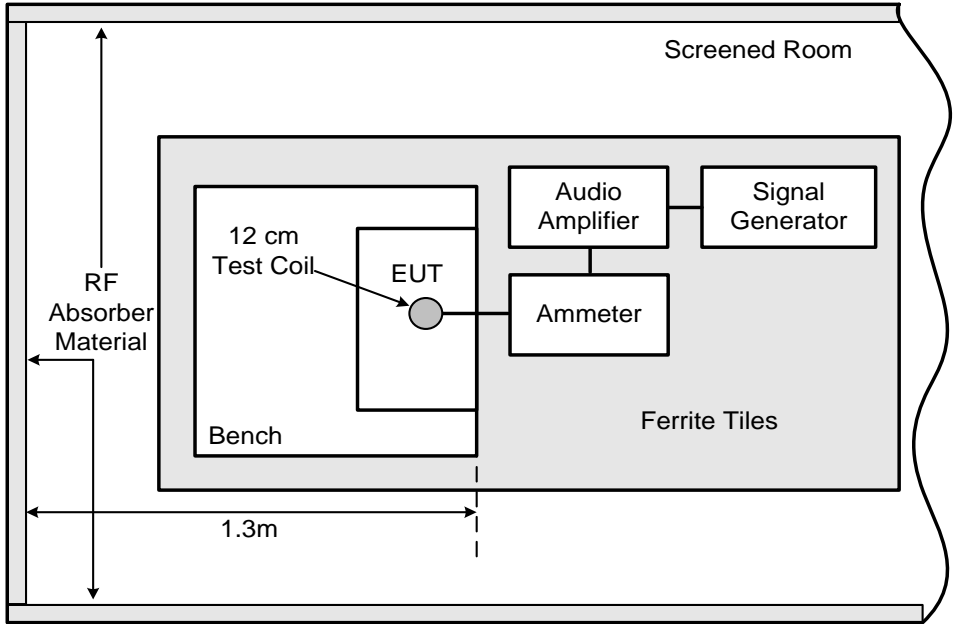 Screened Room
Audio
Amplifier
Signal
Generator
12 cm
Test Coil
EUT
RF
Absorber
Material
Ammeter
Ferrite Tiles
Bench
1.3m